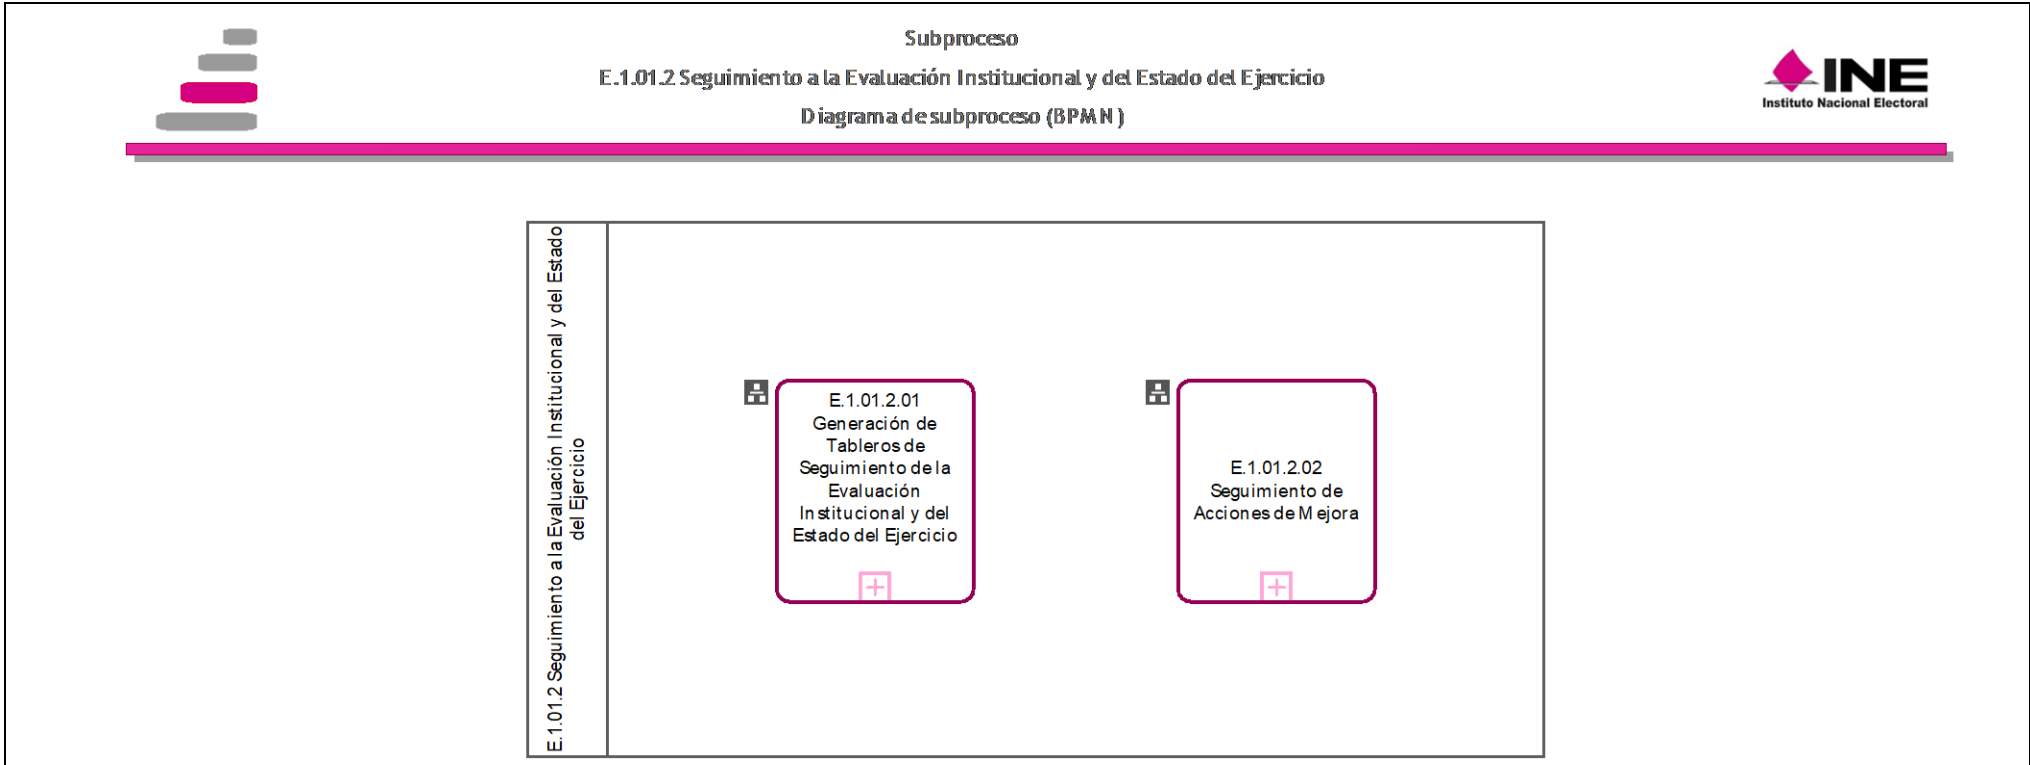 Subproceso
E.1.01.2 Seguimiento a la Evaluación Institucional y del Estado del Ejercicio
Diagrama de subproceso (BPMN)
INE
Instituto Nacional Electoral
E.1.01.2 Seguimiento a la Evaluación Institucional y del Estado
del Ejercicio
E.1.01.2.01
Generación de
Tableros de
Seguimiento de la
Evaluación
Institucional y del
Estado del Ejercicio
E.1.01.2.02
Seguimiento de
Acciones de Mejora